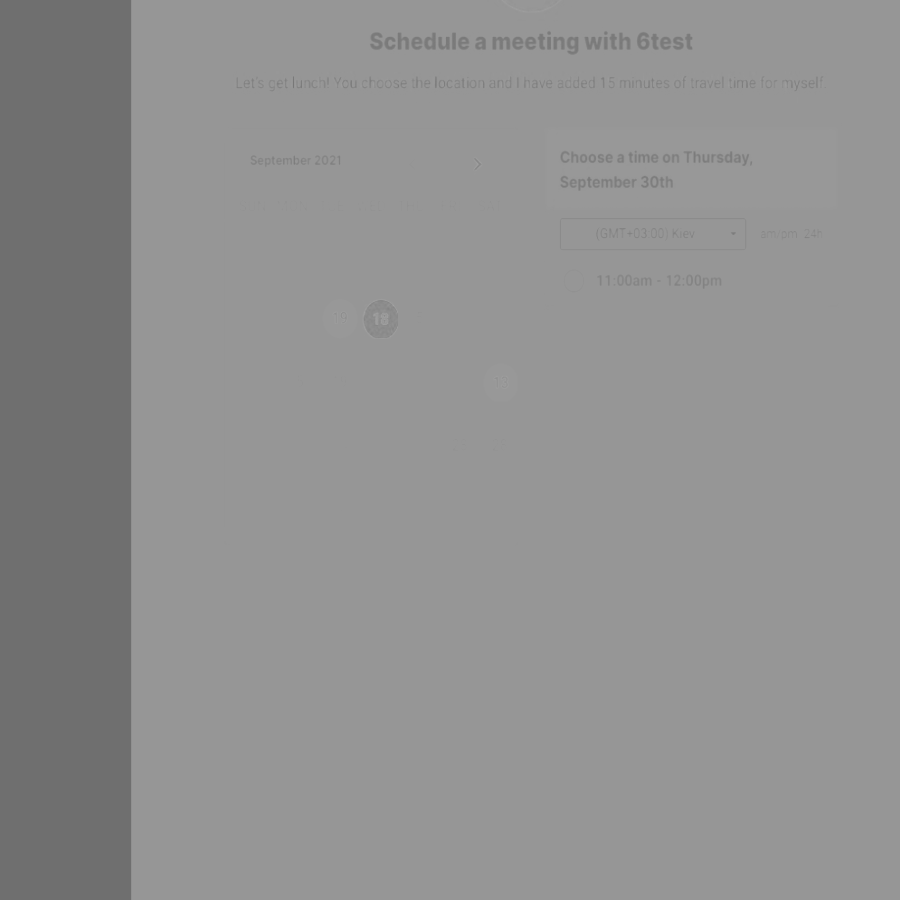 Schedule a meeting with 6test
Let's get lunch! You choose the location and I have added 15 minutes of travel time for myself.
September 2021
Choose a time on Thursday,
September 30th
(GMT+03:00) Kiev
am/pm 24h
11:00am - 12:00pm
18